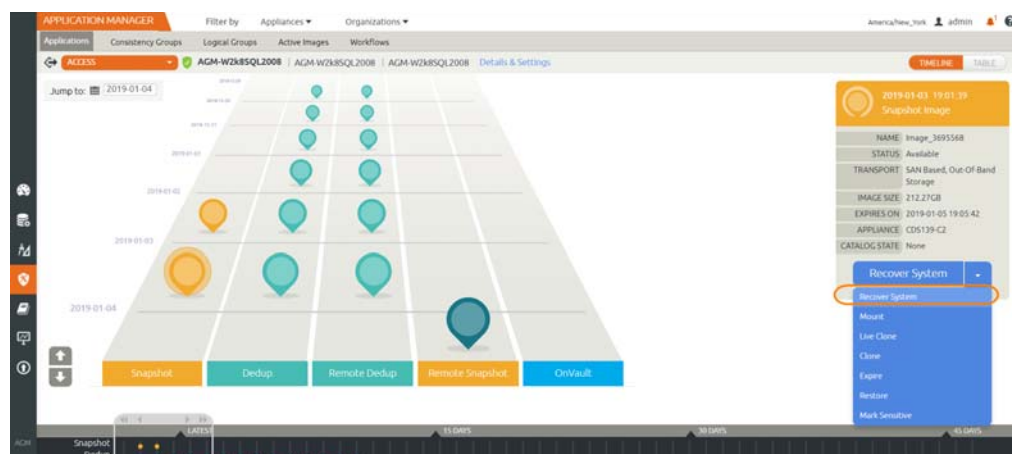 APPLICATION MANAGER
Filter by Appliances Organizations
America/New_York admin
Applications Consistency Groups Logical Groups Active Images Workflows
ACCESS AGM-W2k8SQL2008 | AGM-W2k8SQL2008 | AGM-W2k8SQL2008 Details & Settings
TIMELINE TABLE
Jump to: 2019-01-04
2019-01-02
2019-01-03
2019-01-04
Snapshot Dedup Remote Dedup Remote Snapshot OnVault
2019-01-03 19:01:39
Snapshot Image
NAME Image_3695568
STATUS Available
TRANSPORT SAN Based, Out-Of-Band
Storage
IMAGE SIZE 212.27GB
EXPIRES ON 2019-01-05 19:05:42
APPLIANCE CDS139-C2
CATALOG STATE None
Recover System
Recover System
Mount
Live Clone
Clone
Expire
Restore
Mark Sensitive
LATEST 15 DAYS 30 DAYS 45 DAYS
AGM Snapshot
Dedup